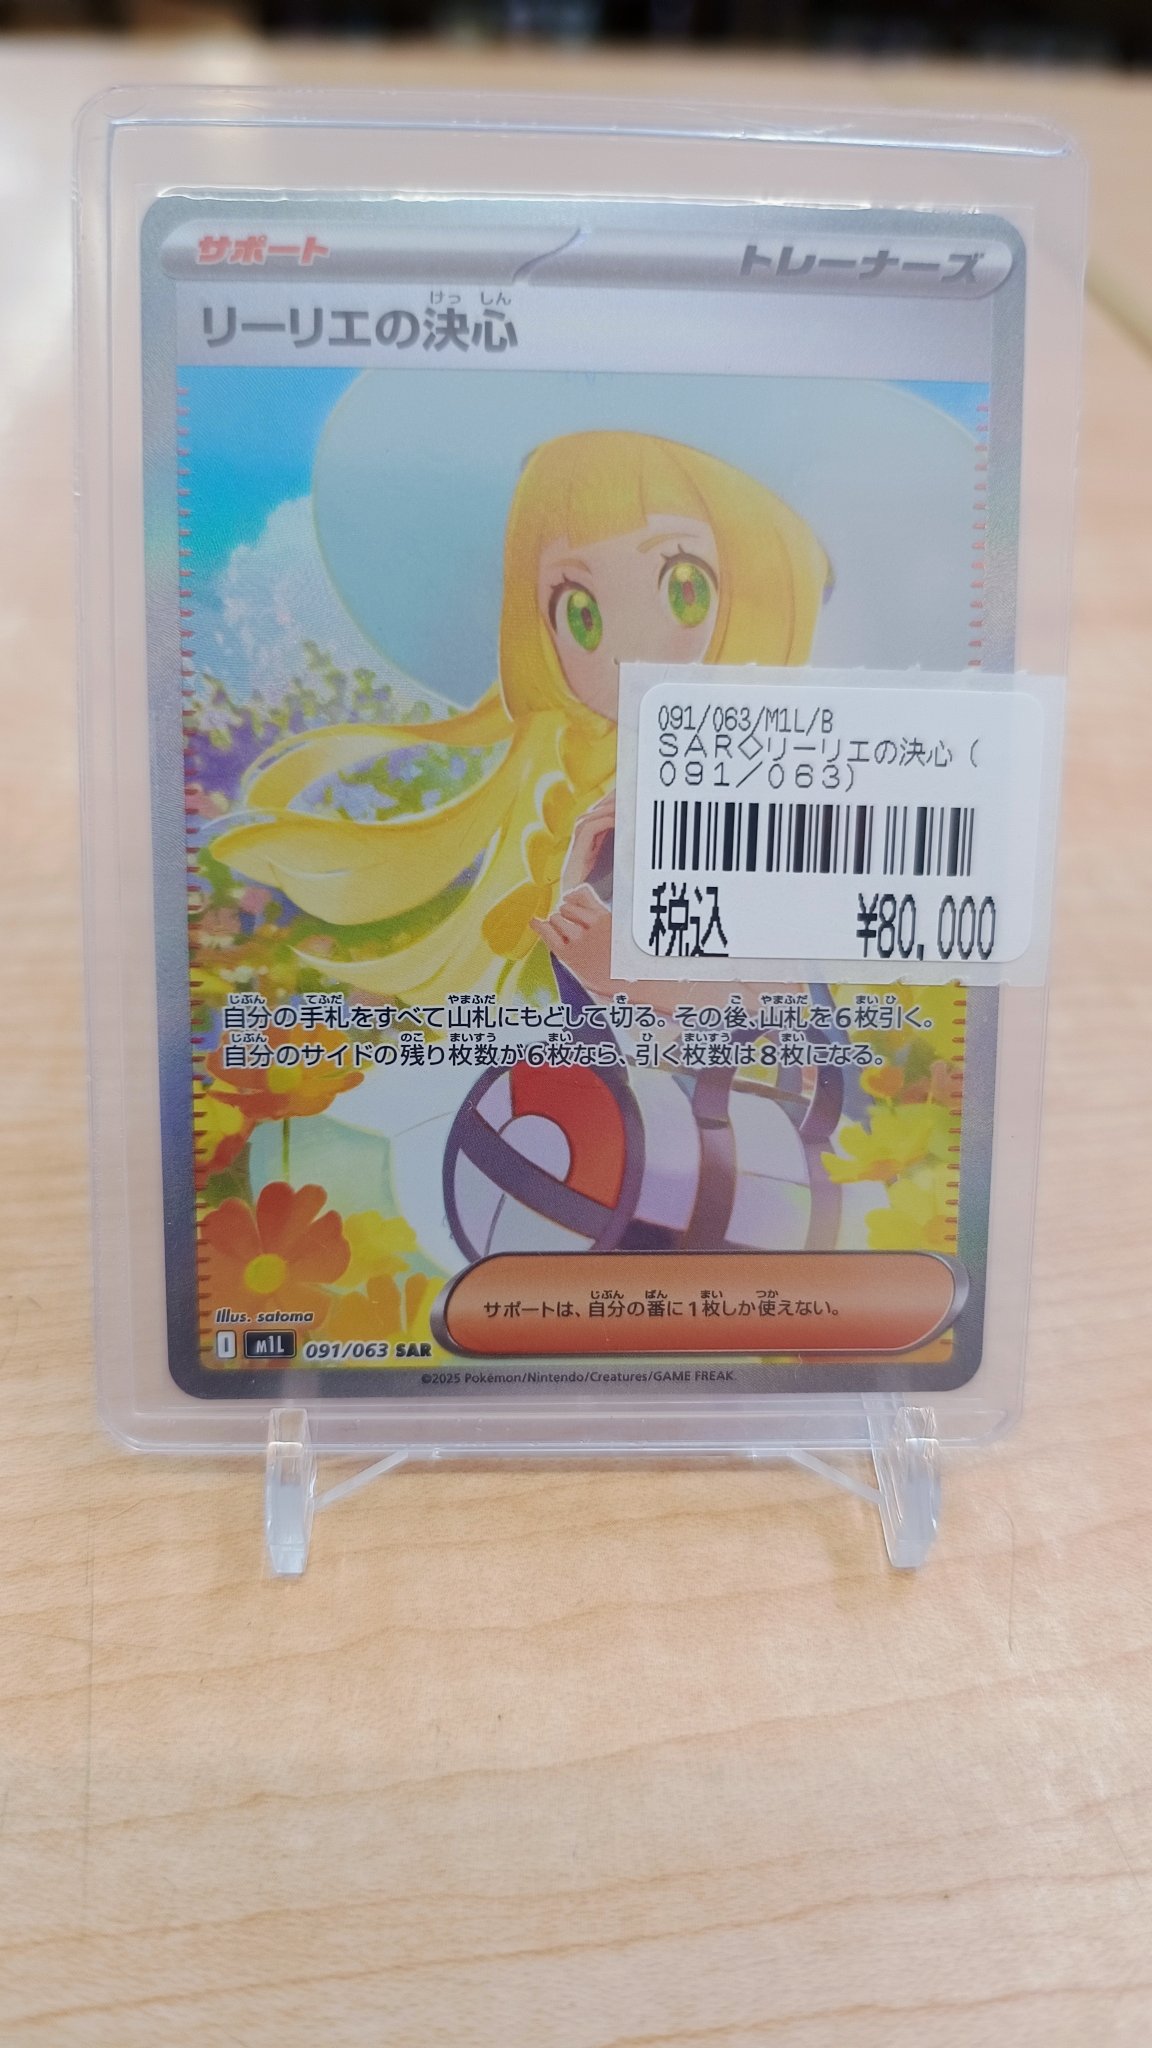 サポート
トレーナーズ
けっ しん
リーリエの決心
091/063/M1L/B
SAR◇リーリエの決心(
091/063)
税込 ¥80,000
じぶん てふだ やまふだ き ご やまふだ まい ひ
自分の手札をすべて山札にもどして切る。その後、山札を6枚引く。
じぶん のこ まいすう まい ひ まいすう まい
自分のサイドの残り枚数が6枚なら、引く枚数は8枚になる。
じぶん ばん まい つか
サポートは、自分の番に1枚しか使えない。
Illus. satoma
I M1L 091/063 SAR
©2025 Pokémon/Nintendo/Creatures/GAME FREAK.